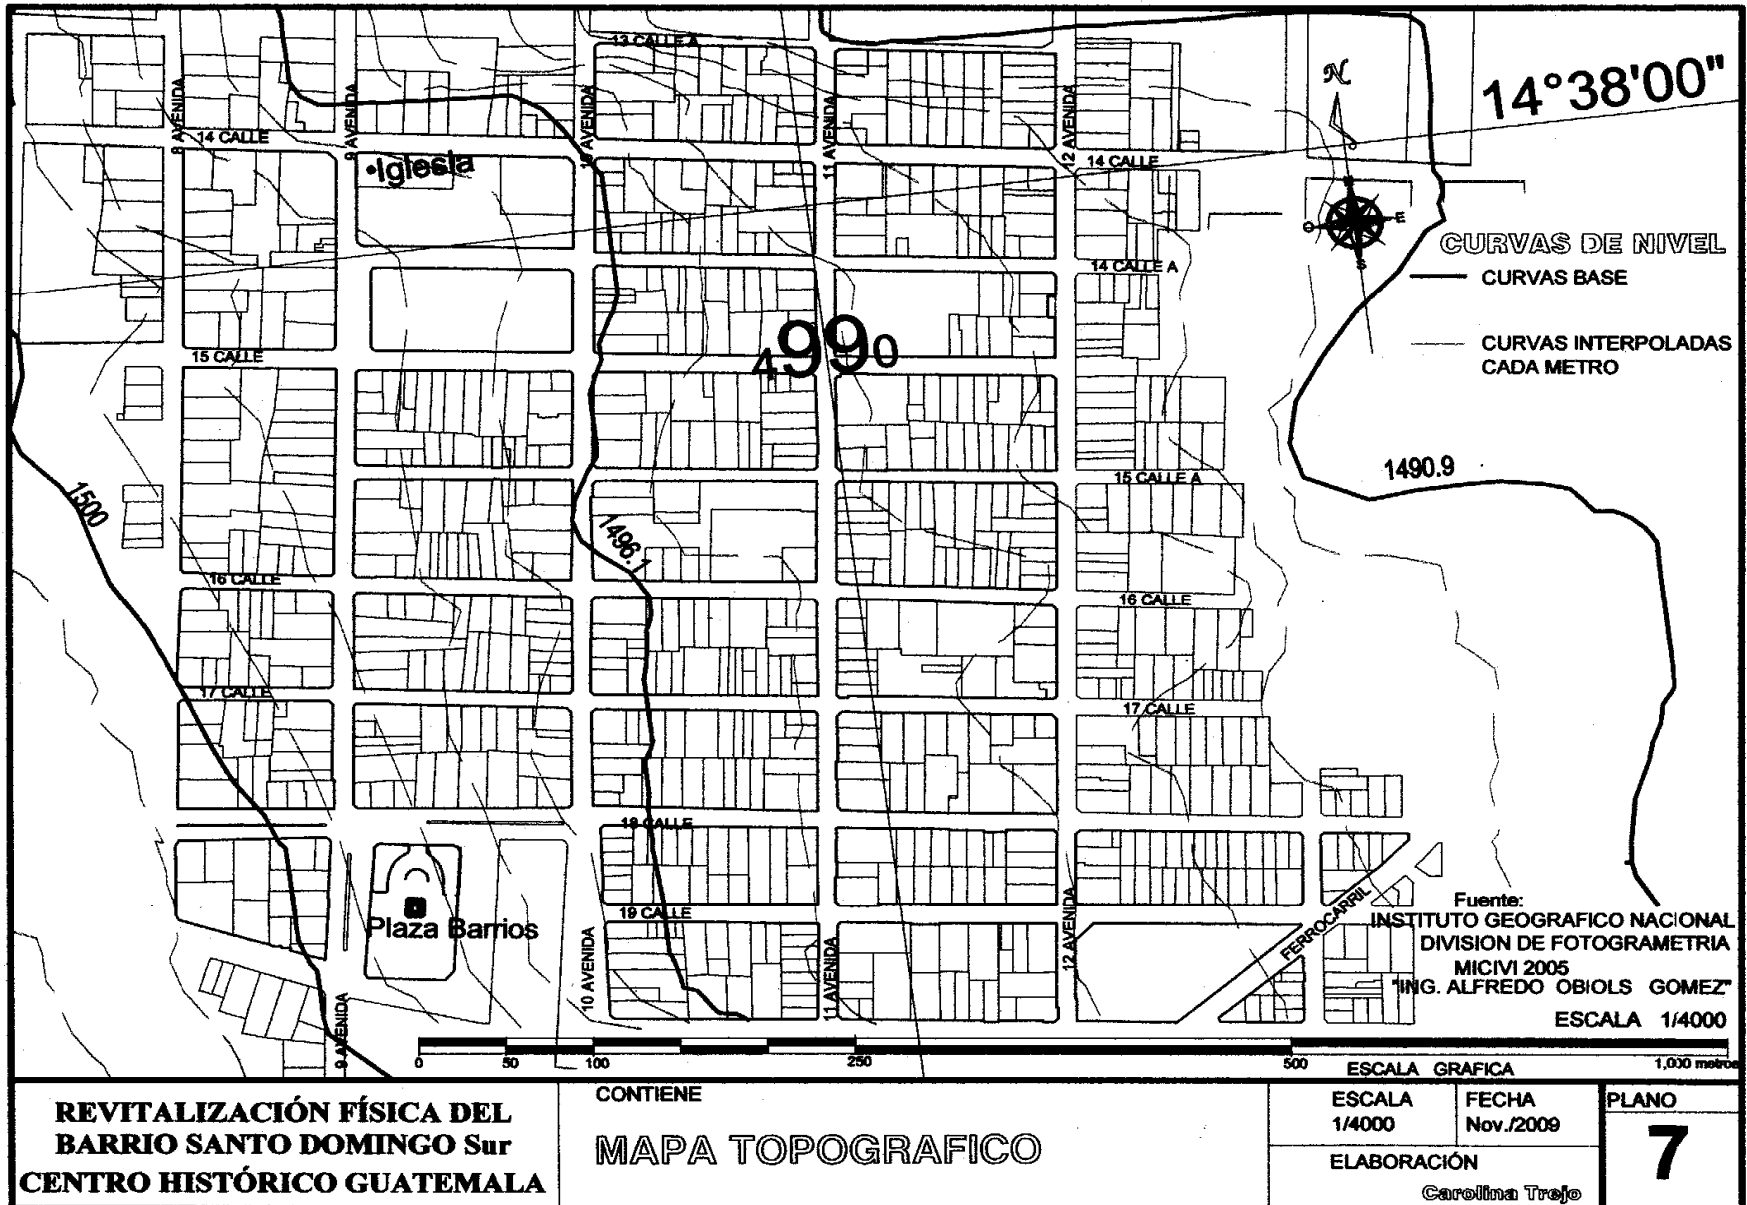 13 CALLE A
8 AVENIDA
9 AVENIDA
10 AVENIDA
11 AVENIDA
12 AVENIDA
N
14°38'00"
14 CALLE
•Iglesia
14 CALLE
N
O
E
S
CURVAS DE NIVEL
CURVAS BASE
CURVAS INTERPOLADAS
CADA METRO
14 CALLE A
15 CALLE
4990
1500
1496.1
1490.9
15 CALLE A
16 CALLE
16 CALLE
17 CALLE
17 CALLE
18 CALLE
19 CALLE
Plaza Barrios
9 AVENIDA
10 AVENIDA
11 AVENIDA
12 AVENIDA
FERROCARRIL
Fuente:
INSTITUTO GEOGRAFICO NACIONAL
DIVISION DE FOTOGRAMETRIA
MICIVI 2005
"ING. ALFREDO OBIOLS GOMEZ"
ESCALA 1/4000
0 50 100 250 500 1,000 metros
ESCALA GRAFICA
REVITALIZACIÓN FÍSICA DEL
BARRIO SANTO DOMINGO Sur
CENTRO HISTÓRICO GUATEMALA
CONTIENE
MAPA TOPOGRAFICO
ESCALA
1/4000
FECHA
Nov./2009
ELABORACIÓN
Carolina Trejo
PLANO
7